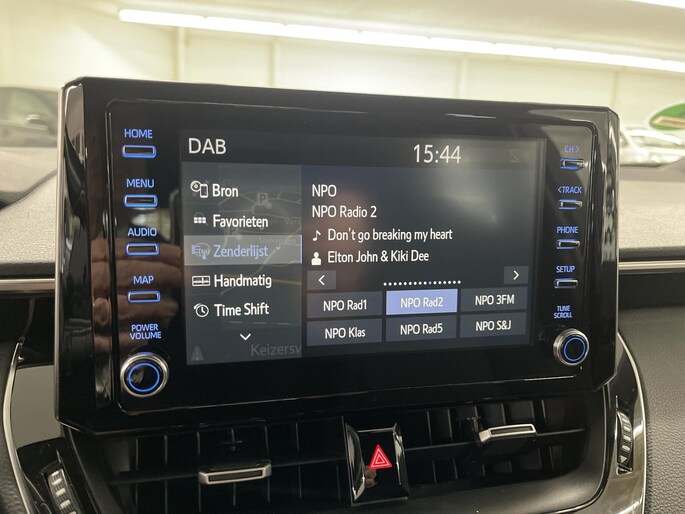 HOME
MENU
AUDIO
MAP
POWER
VOLUME
DAB
15:44
Bron
Favorieten
Zenderlijst
Handmatig
Time Shift
NPO
NPO Radio 2
Don't go breaking my heart
Elton John & Kiki Dee
NPO Rad1
NPO Rad2
NPO 3FM
NPO Klas
NPO Rad5
NPO S&J
CH>
<TRACK
PHONE
SETUP
TUNE
SCROLL